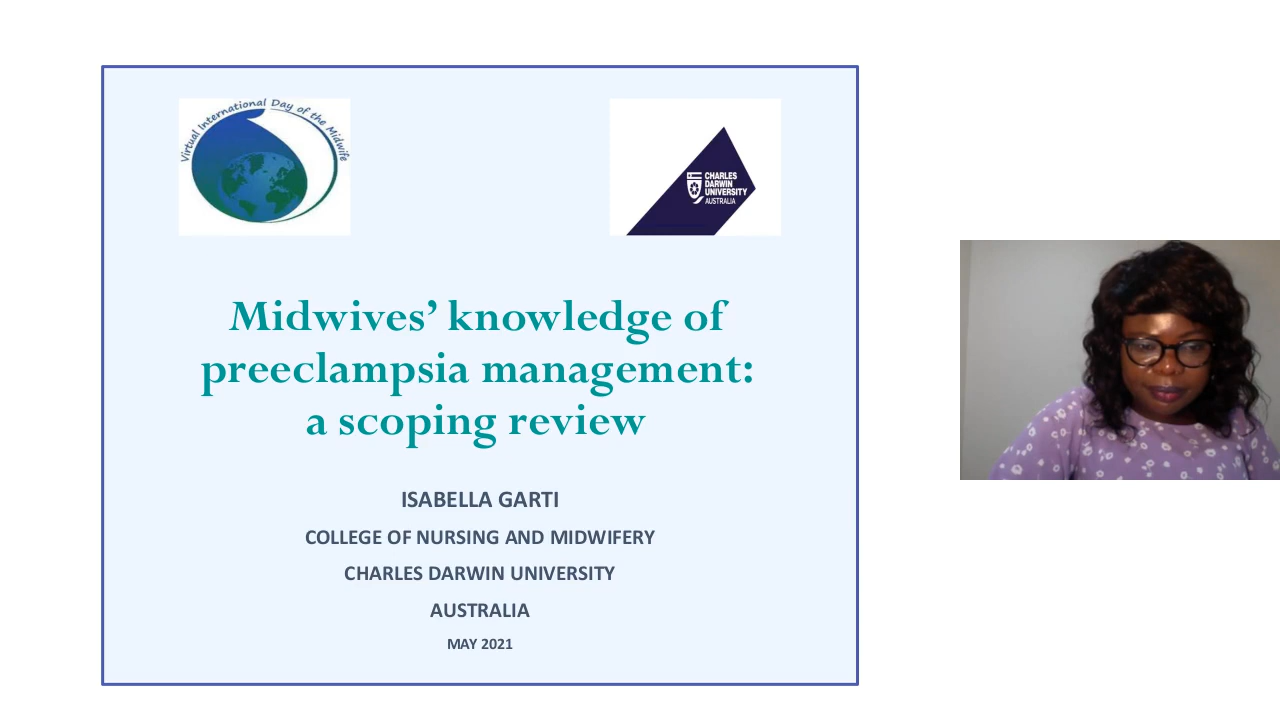 Virtual International Day of the Midwife
CHARLES
DARWIN
UNIVERSITY
AUSTRALIA
Midwives’ knowledge of
preeclampsia management:
a scoping review
ISABELLA GARTI
COLLEGE OF NURSING AND MIDWIFERY
CHARLES DARWIN UNIVERSITY
AUSTRALIA
MAY 2021